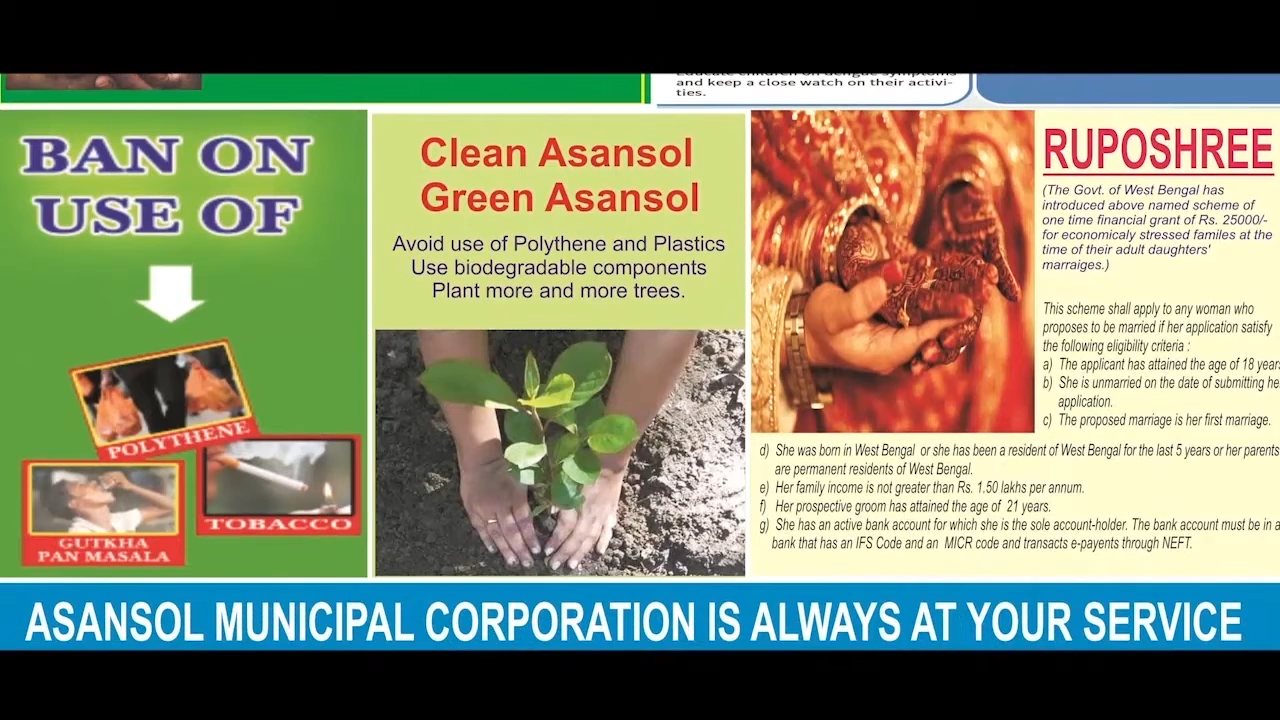 Educate children on dengue symptoms
and keep a close watch on their activi-
ties.
BAN ON
USE OF
POLYTHENE
TOBACCO
GUTKHA
PAN MASALA
Clean Asansol
Green Asansol
Avoid use of Polythene and Plastics
Use biodegradable components
Plant more and more trees.
RUPOSHREE
(The Govt. of West Bengal has
introduced above named scheme of
one time financial grant of Rs. 25000/-
for economicaly stressed familes at the
time of their adult daughters'
marraiges.)
This scheme shall apply to any woman who
proposes to be married if her application satisfy
the following eligibility criteria :
a) The applicant has attained the age of 18 years
b) She is unmarried on the date of submitting he
application.
c) The proposed marriage is her first marriage.
d) She was born in West Bengal or she has been a resident of West Bengal for the last 5 years or her parents
are permanent residents of West Bengal.
e) Her family income is not greater than Rs. 1.50 lakhs per annum.
f) Her prospective groom has attained the age of 21 years.
g) She has an active bank account for which she is the sole account-holder. The bank account must be in a
bank that has an IFS Code and an MICR code and transacts e-payents through NEFT.
ASANSOL MUNICIPAL CORPORATION IS ALWAYS AT YOUR SERVICE